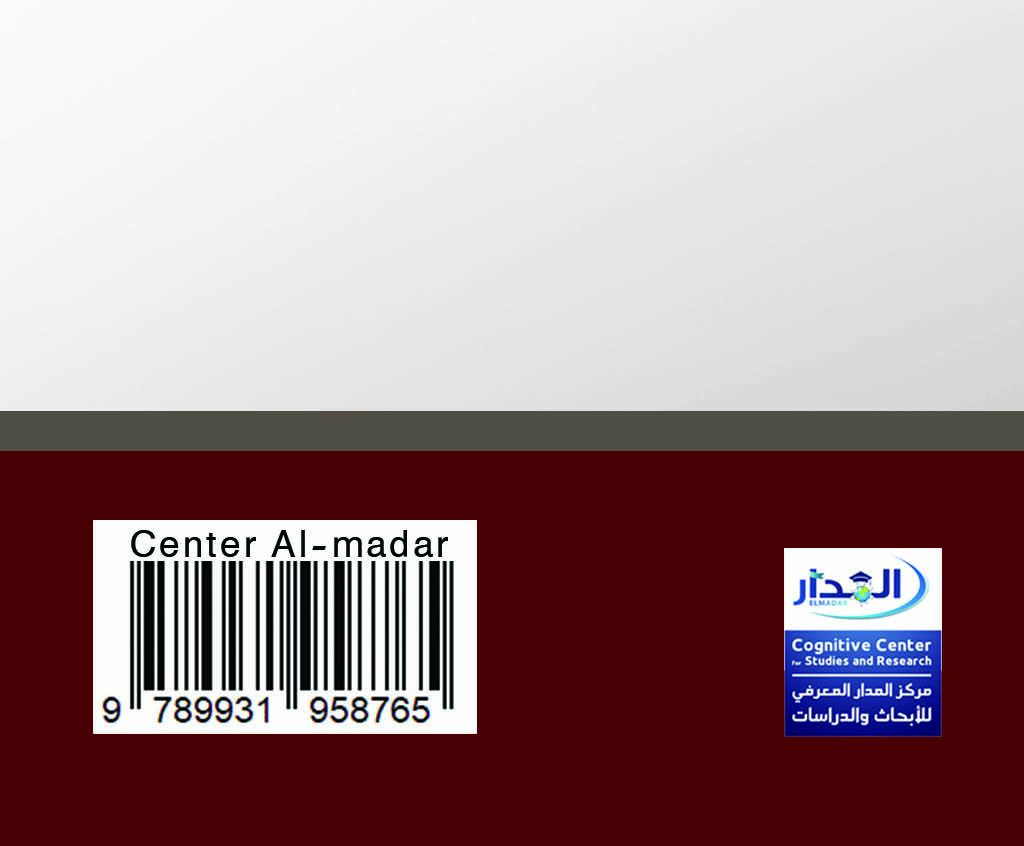 Center Al-madar
9 789931 958765
المدار
ELMADAR
Cognitive Center
For Studies and Research
مركز المدار المعرفي
للأبحاث والدراسات